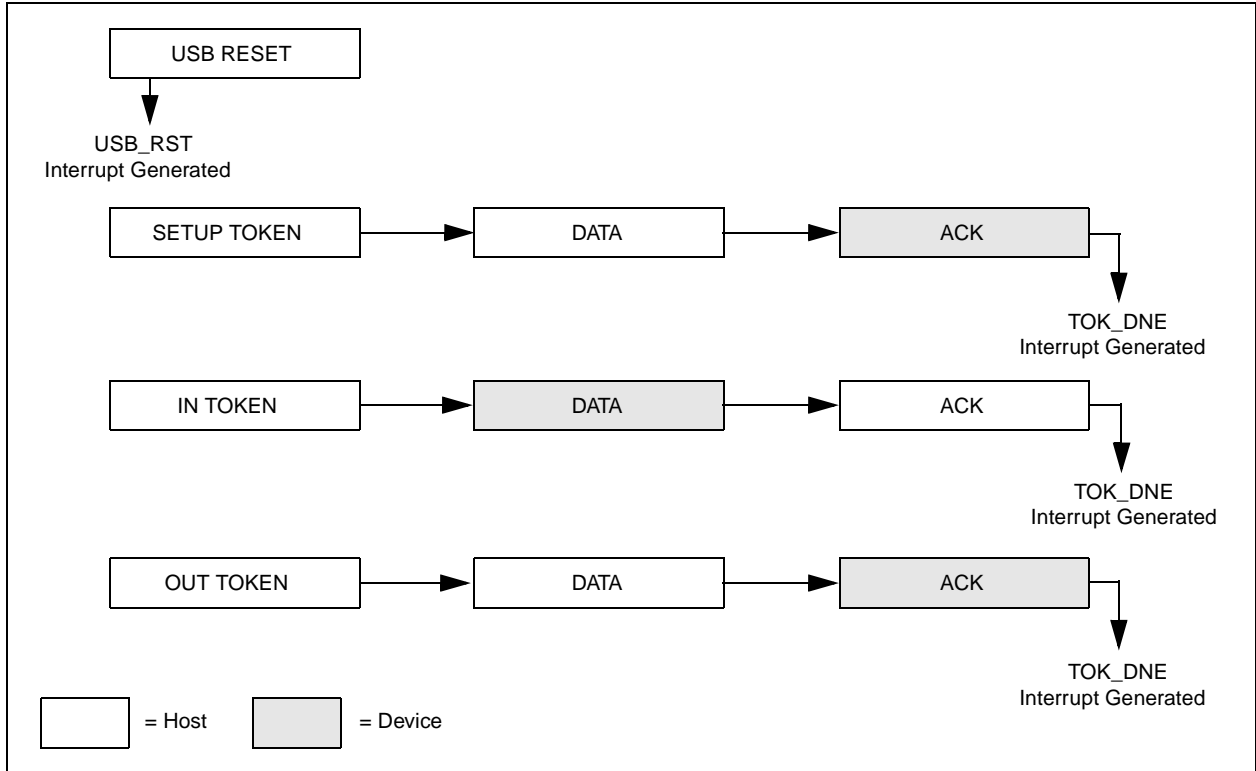 USB RESET
USB_RST
Interrupt Generated
SETUP TOKEN
DATA
ACK
TOK_DNE
Interrupt Generated
IN TOKEN
DATA
ACK
TOK_DNE
Interrupt Generated
OUT TOKEN
DATA
ACK
TOK_DNE
Interrupt Generated
= Host
= Device